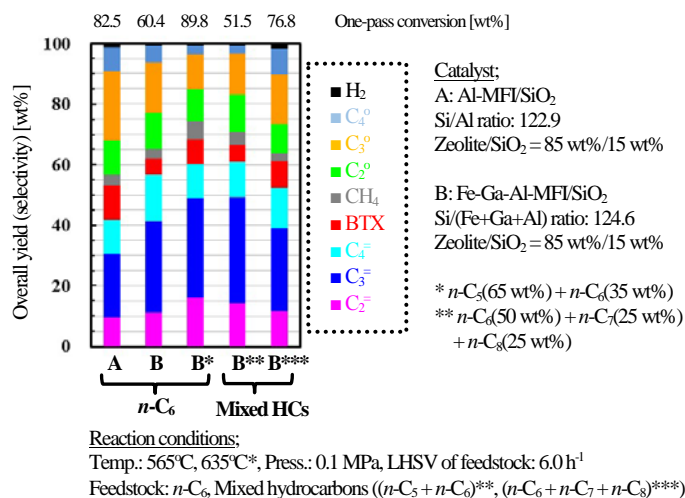 82.5 60.4 89.8 51.5 76.8 One-pass conversion [wt%]
Overall yield (selectivity) [wt%]
100
80
60
40
20
0
A B B* B** B***
n-C₆ Mixed HCs
H₂
C₄º
C₃º
C₂º
CH₄
BTX
C₄⁼
C₃⁼
C₂⁼
Catalyst;
A: Al-MFI/SiO₂
Si/Al ratio: 122.9
Zeolite/SiO₂ = 85 wt%/15 wt%
B: Fe-Ga-Al-MFI/SiO₂
Si/(Fe+Ga+Al) ratio: 124.6
Zeolite/SiO₂ = 85 wt%/15 wt%
* n-C₅(65 wt%) + n-C₆(35 wt%)
** n-C₆(50 wt%) + n-C₇(25 wt%)
+ n-C₈(25 wt%)
Reaction conditions;
Temp.: 565ºC, 635ºC*, Press.: 0.1 MPa, LHSV of feedstock: 6.0 h⁻¹
Feedstock: n-C₆, Mixed hydrocarbons ((n-C₅ + n-C₆)**, (n-C₆ + n-C₇ + n-C₈)***)